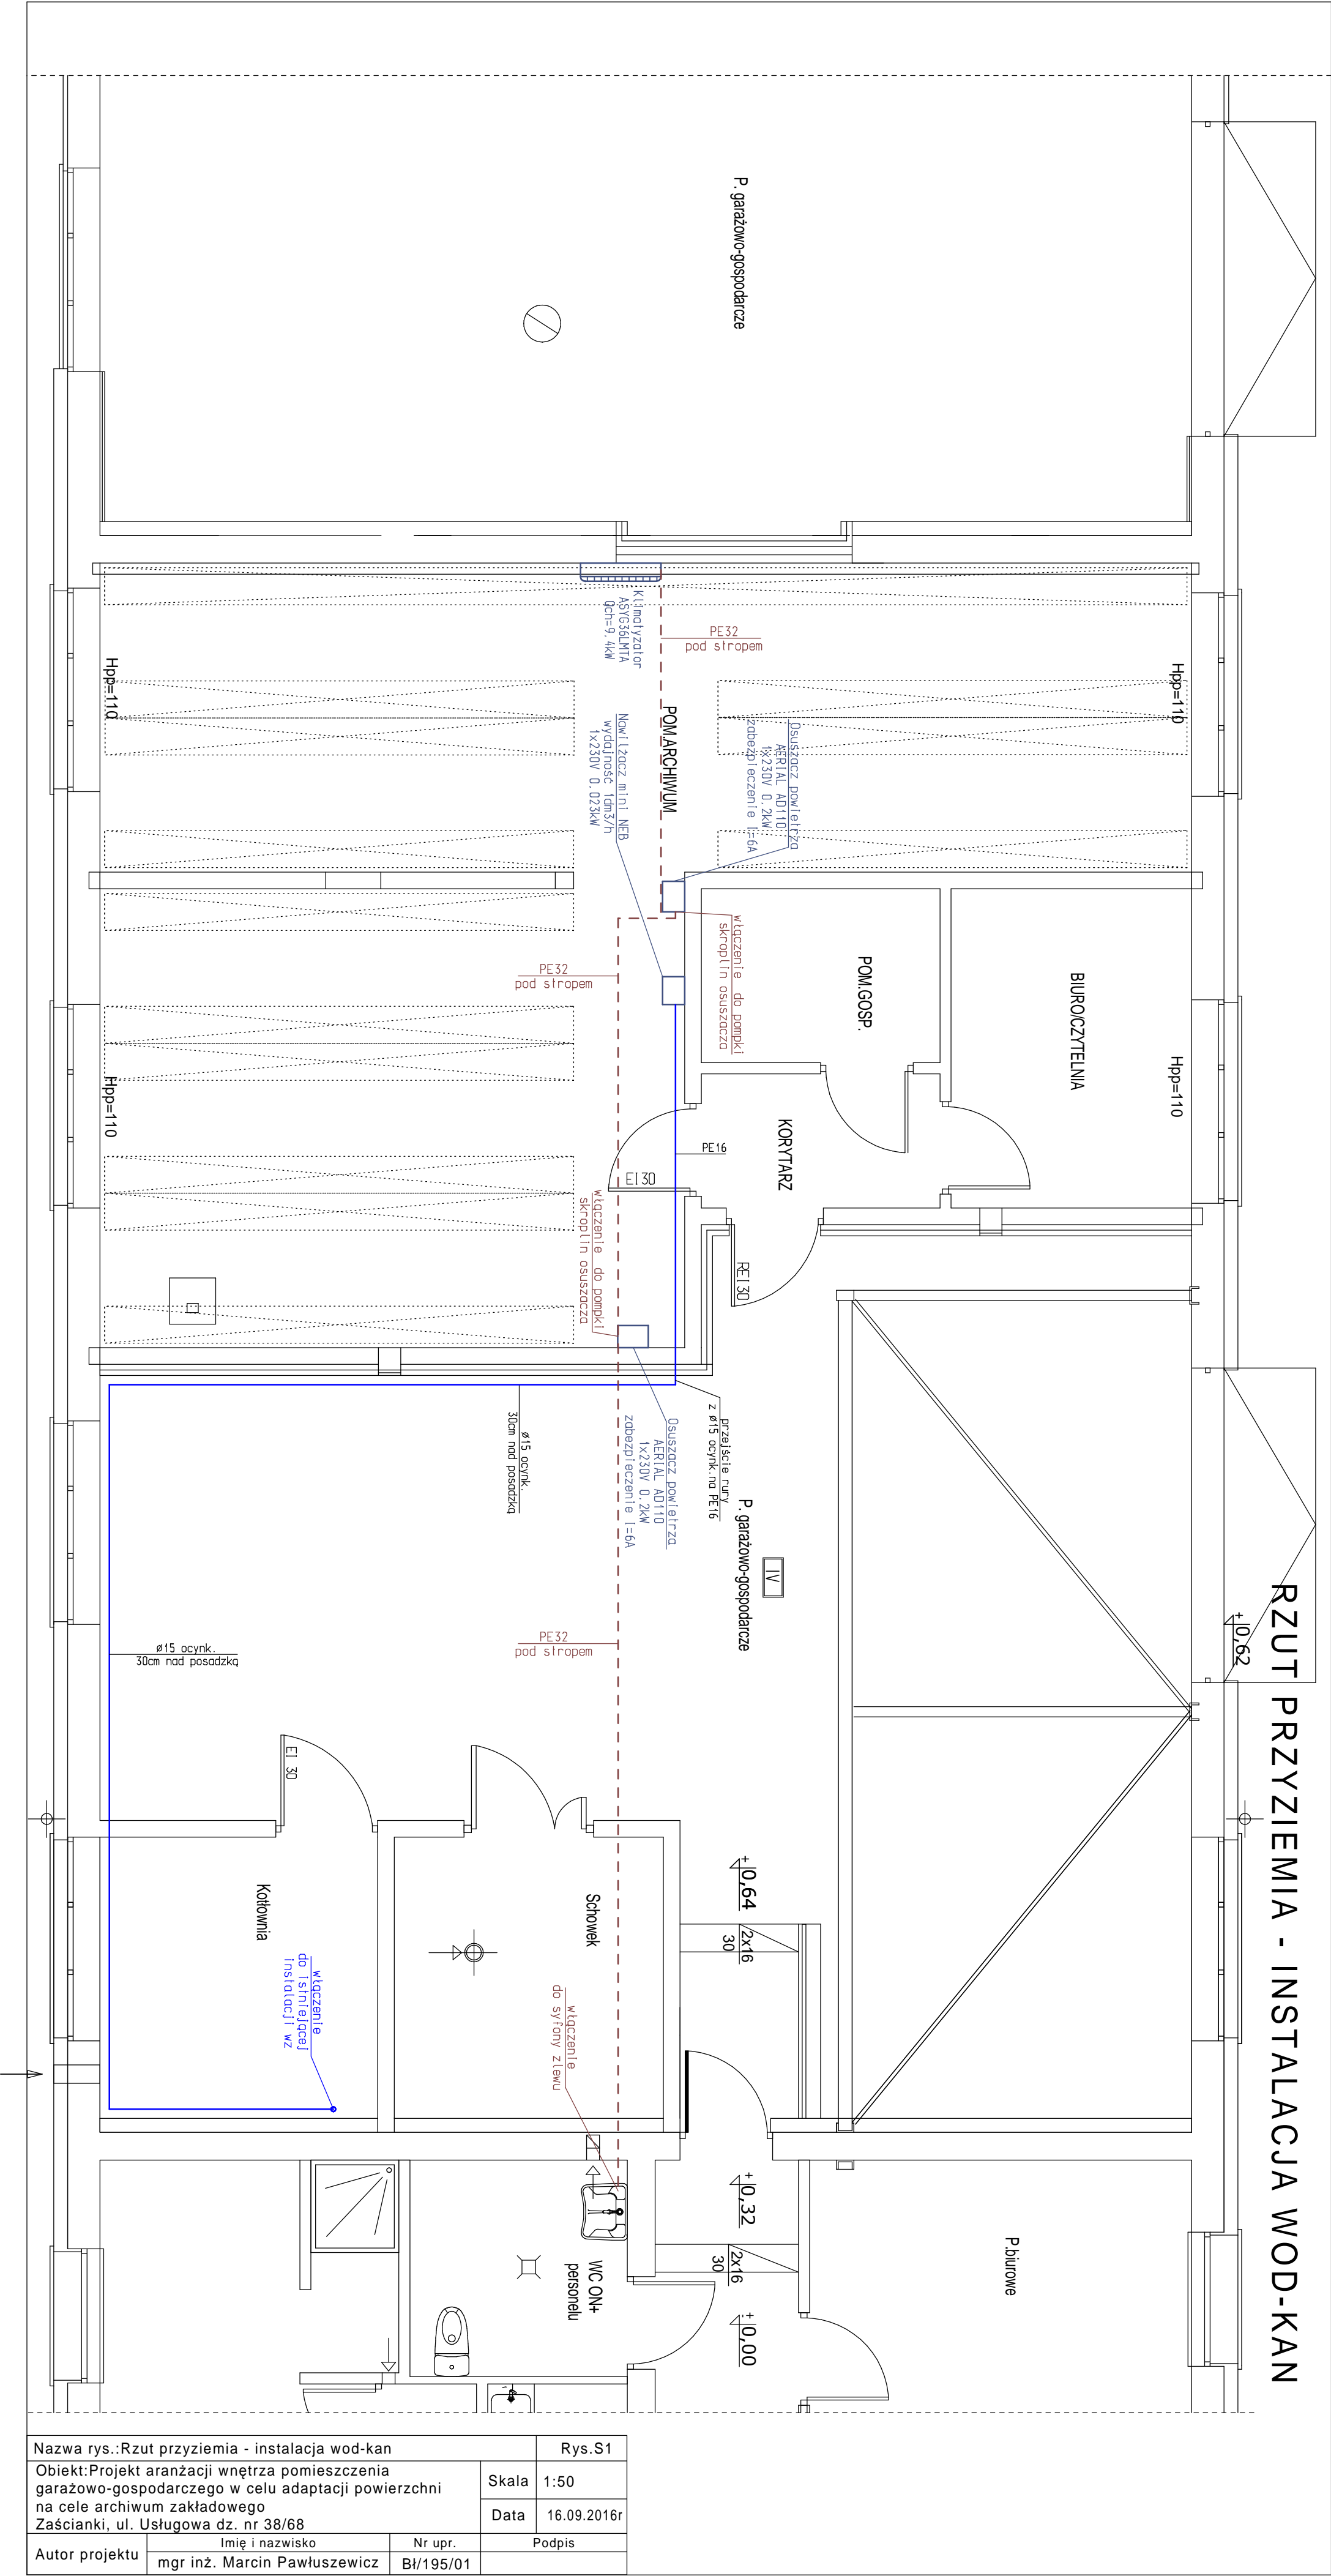 RZUT PRZYZIEMIA - INSTALACJA WOD-KAN
P. garażowo-gospodarcze
Klimatyzator
ASYG36LMTA
Qch=9.4kW
PE32
pod stropem
Hpp=110
Hpp=110
POM.ARCHIWUM
Nawilżacz mini NEB
wydajność 1dm3/h
1x230V 0.023kW
Osuszacz powietrza
AERIAL AD110
1x230V 0.2kW
zabezpieczenie I=6A
włączenie do pompki
skroplin osuszacza
PE32
pod stropem
POM.GOSP.
BIURO/CZYTELNIA
Hpp=110
Hpp=110
KORYTARZ
PE16
EI30
REI30
włączenie do pompki
skroplin osuszacza
przejście rury
z ø15 ocynk.na PE16
Osuszacz powietrza
AERIAL AD110
1x230V 0.2kW
zabezpieczenie I=6A
ø15 ocynk.
30cm nad posadzką
P. garażowo-gospodarcze
IV
+0,62
PE32
pod stropem
ø15 ocynk.
30cm nad posadzką
EI 30
Kotłownia
Schowek
+0,64
2x16
30
włączenie
do istniejącej
instalacji wz
włączenie
do syfony zlewu
+0,32
2x16
30
+0,00
P.biurowe
WC ON+
personelu
Nazwa rys.:Rzut przyziemia - instalacja wod-kan
Rys.S1
Obiekt:Projekt aranżacji wnętrza pomieszczenia
garażowo-gospodarczego w celu adaptacji powierzchni
na cele archiwum zakładowego
Zaścianki, ul. Usługowa dz. nr 38/68
Skala 1:50
Data 16.09.2016r
Autor projektu
Imię i nazwisko
Nr upr.
Podpis
mgr inż. Marcin Pawłuszewicz
Bł/195/01